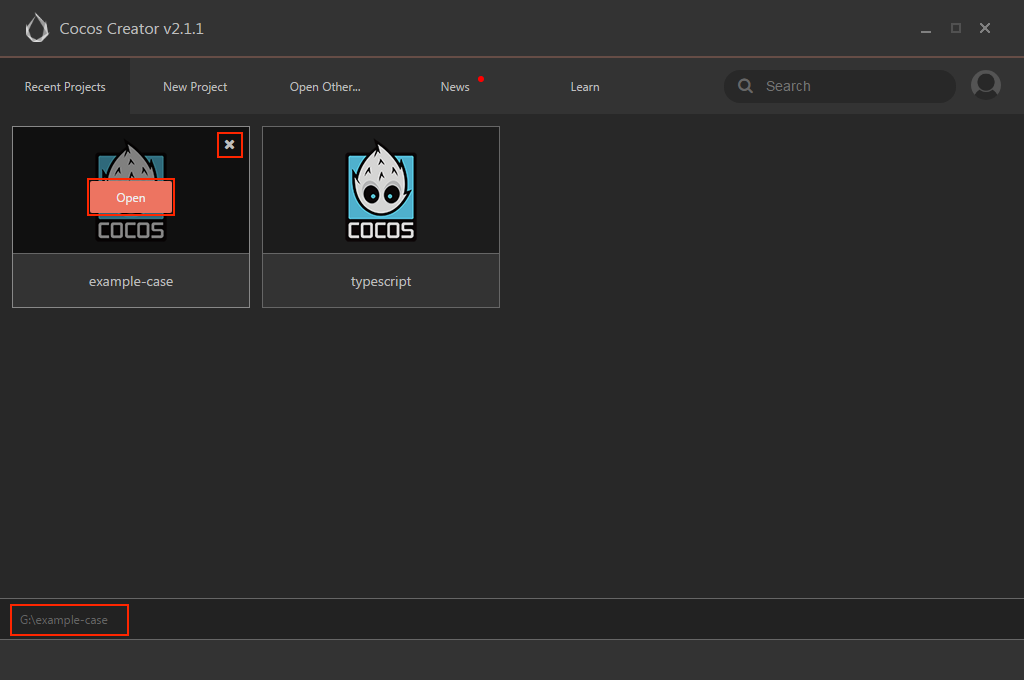 Cocos Creator v2.1.1
Recent Projects
New Project
Open Other...
News
Learn
Search
Open
COCOS
COCOS
example-case
typescript
G:\example-case